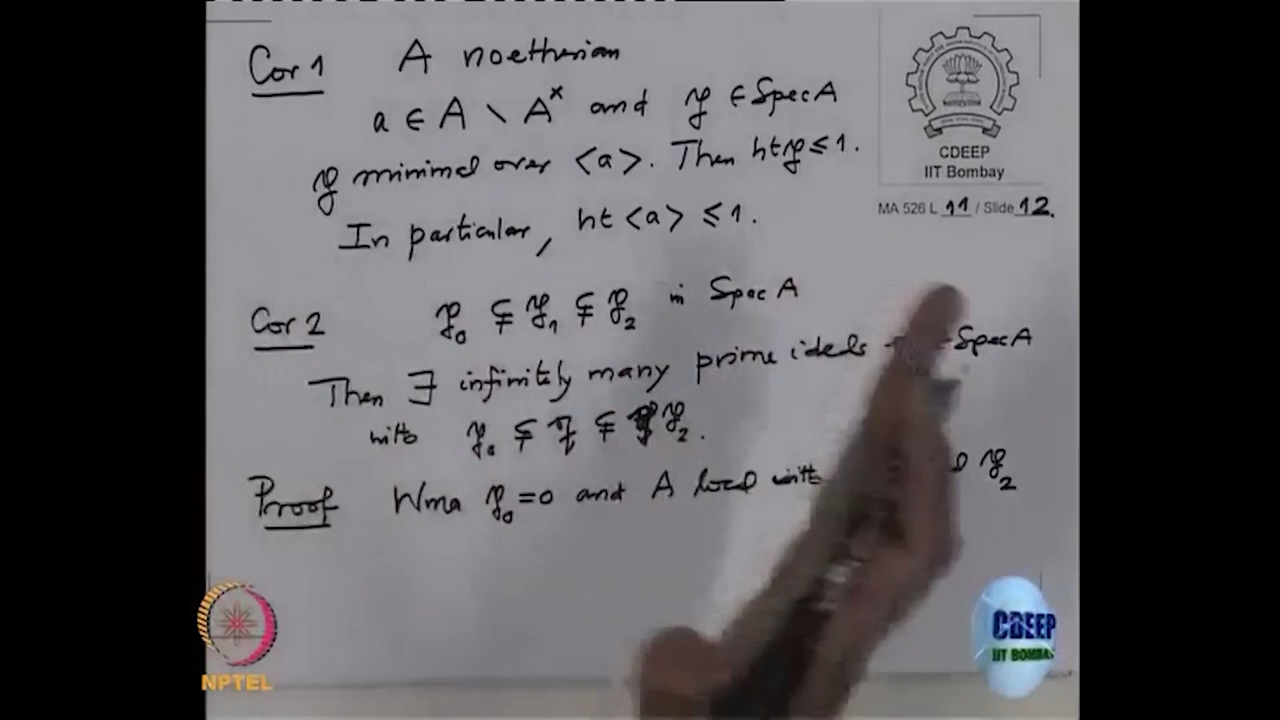 Cor 1 A noetherian
a ∈ A \ A^× and 𝔭 ∈ Spec A
𝔭 minimal over <a>. Then ht 𝔭 ≤ 1.
In particular, ht <a> ≤ 1.
Cor 2 𝔭₀ ⊊ 𝔭₁ ⊊ 𝔭₂ in Spec A
Then ∃ infinitely many prime ideals Spec A
with 𝔭₀ ⊊ 𝔮 ⊊ 𝔭₂.
Proof Wma 𝔭₀ = 0 and A local with 𝔭₂
CDEEP
IIT Bombay
MA 526 L 11 / Slide 12.
NPTEL
CDEEP
IIT BOMBAY